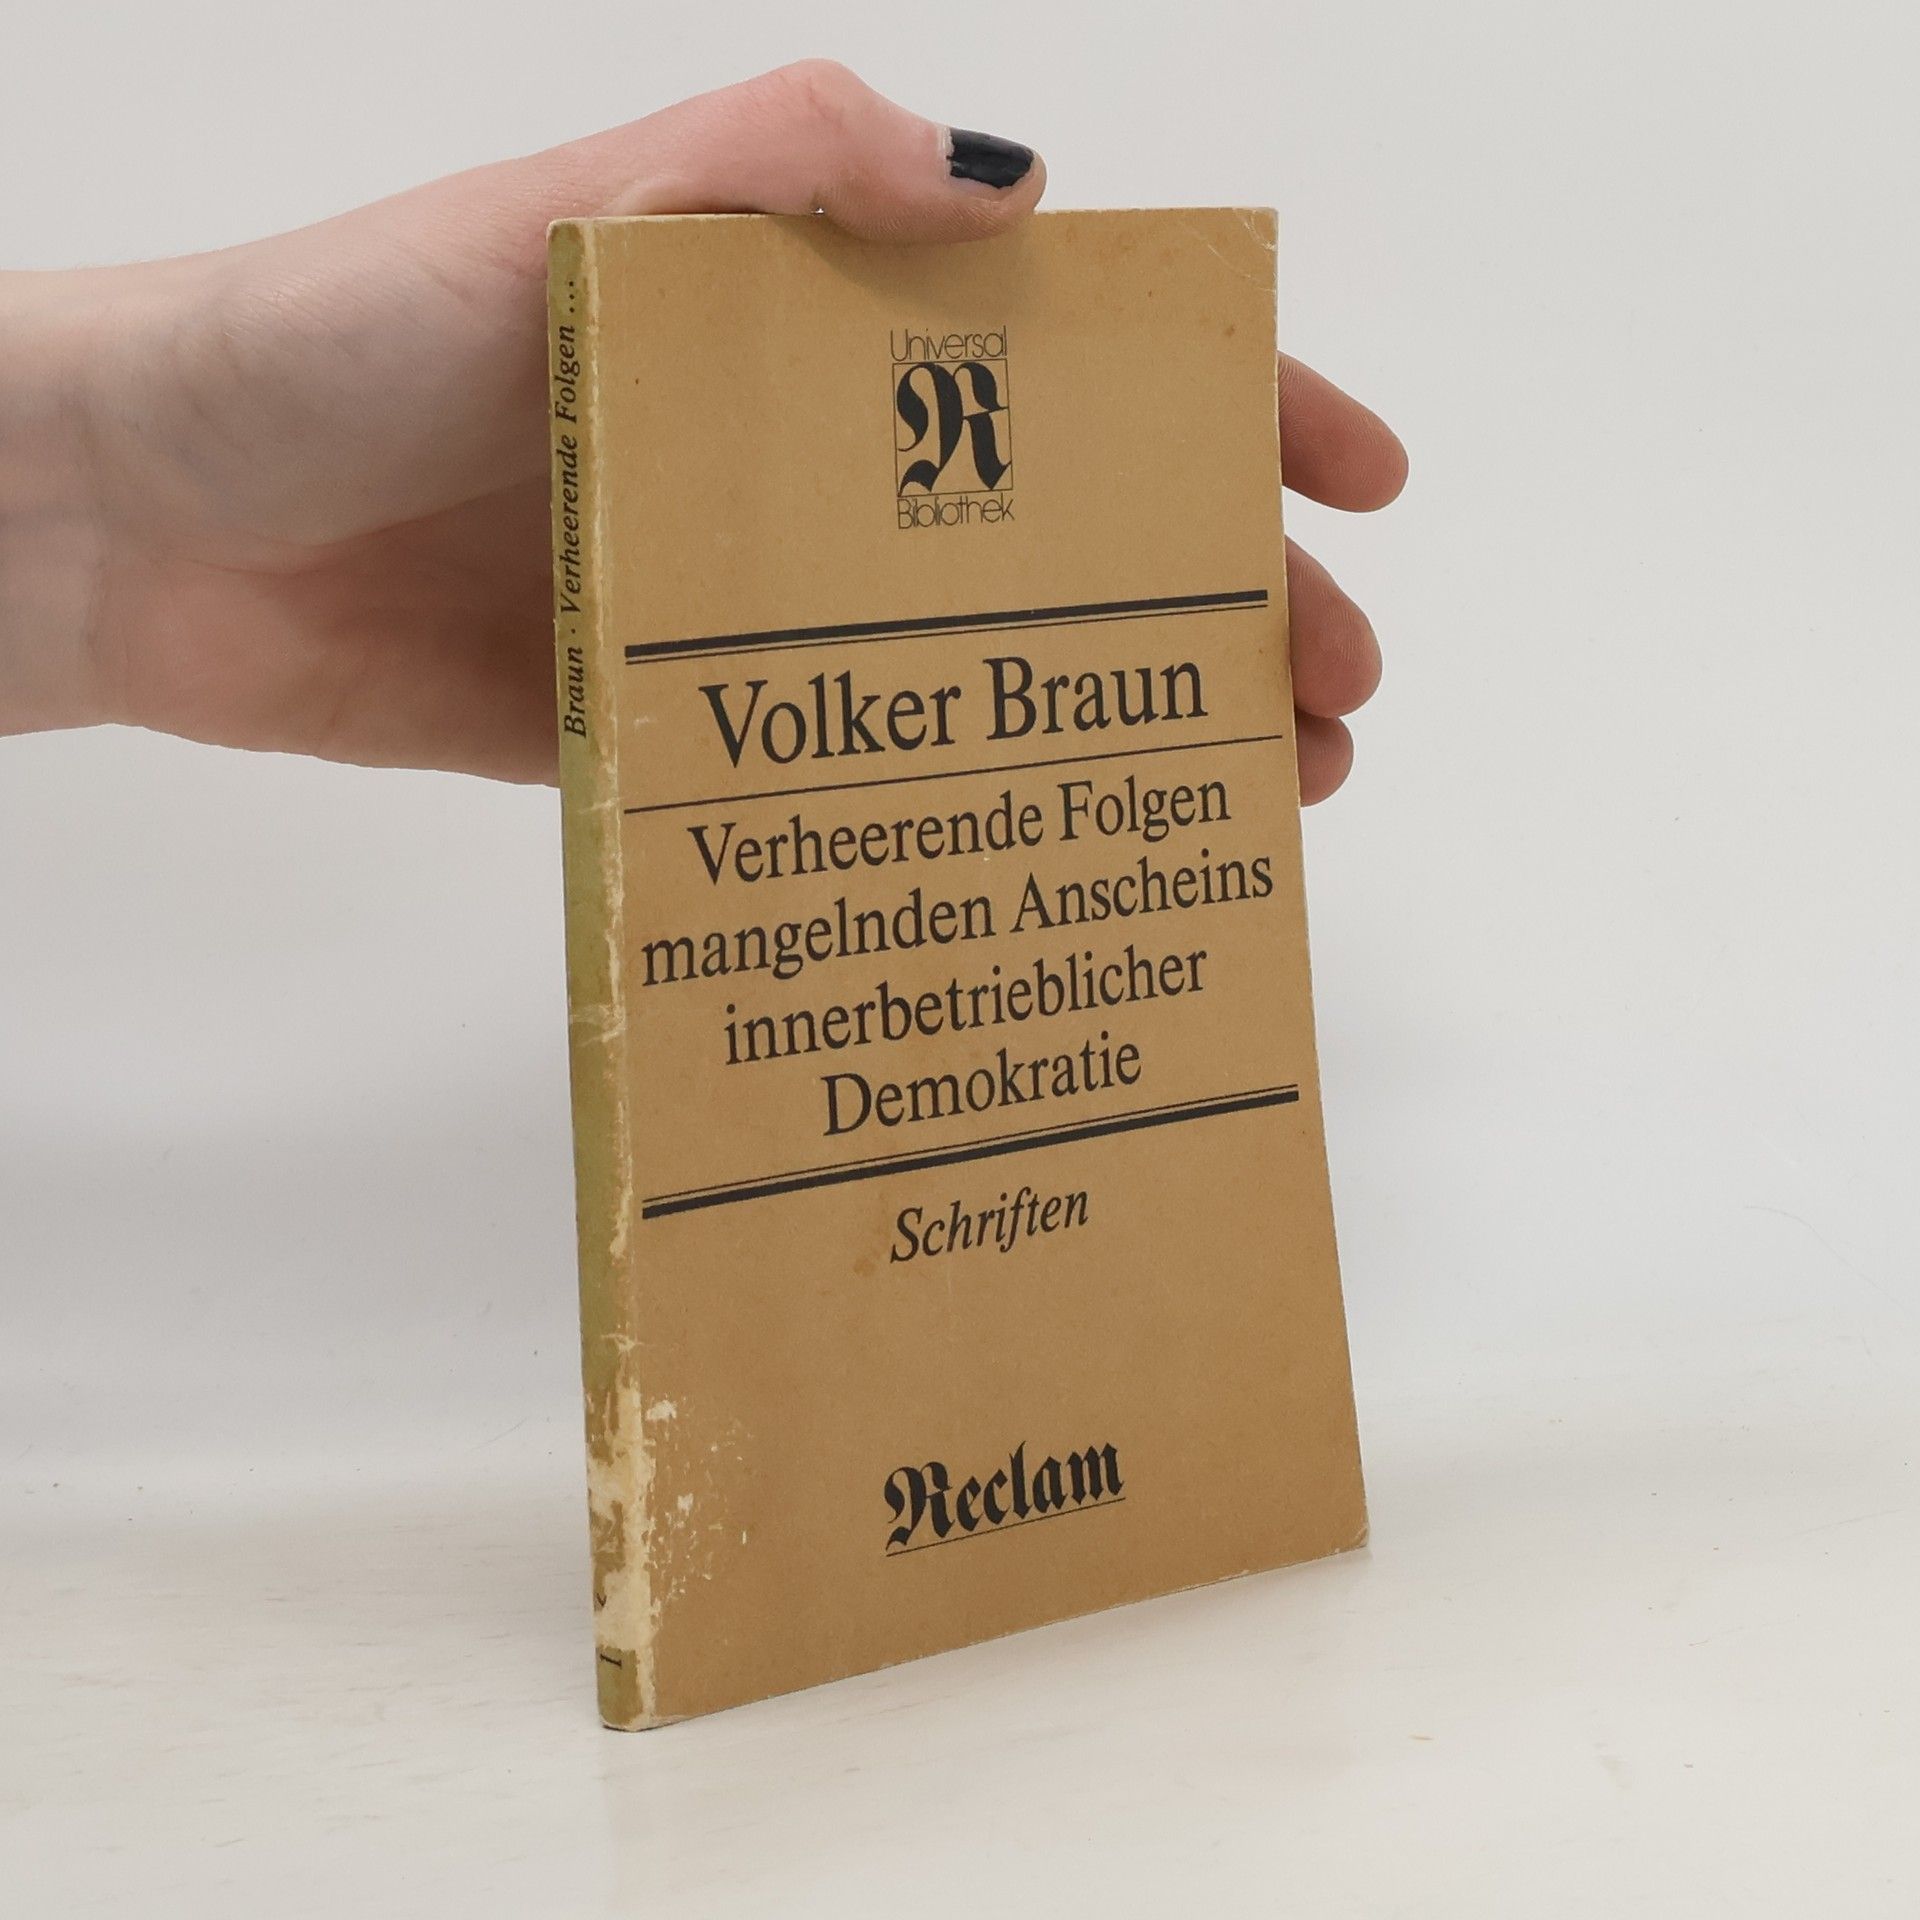 Universal
R
Bibliothek
Volker Braun
Verheerende Folgen
mangelnden Anscheins
innerbetrieblicher
Demokratie
Schriften
Reclam
Braun · Verheerende Folgen ...